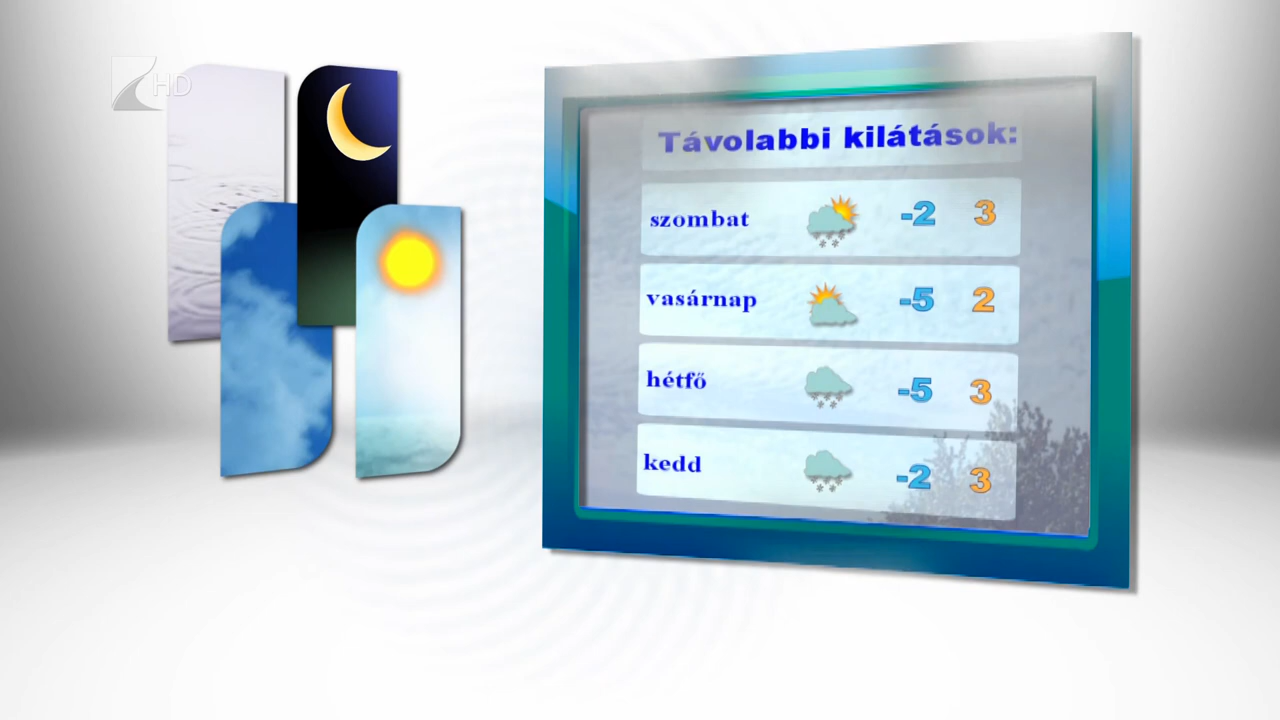 HD
Távolabbi kilátások:
szombat -2 3
vasárnap -5 2
hétfő -5 3
kedd -2 3